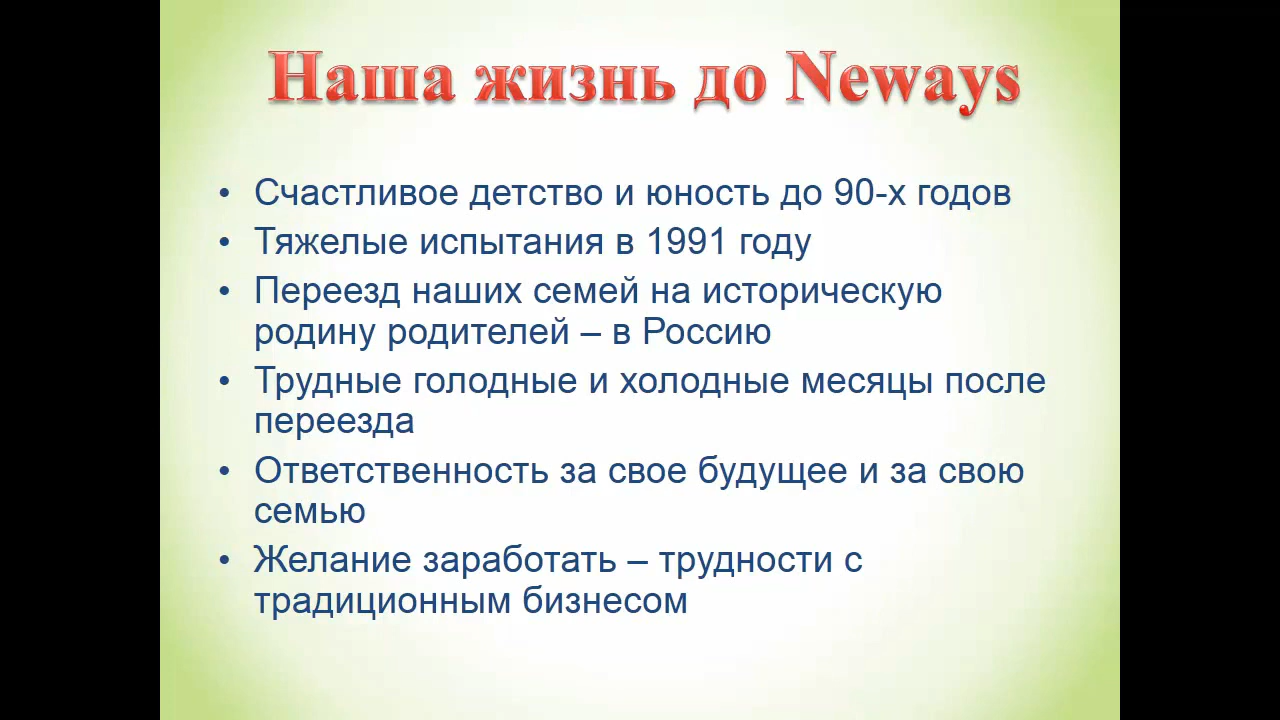 Наша жизнь до Neways
• Счастливое детство и юность до 90-х годов
• Тяжелые испытания в 1991 году
• Переезд наших семей на историческую
родину родителей – в Россию
• Трудные голодные и холодные месяцы после
переезда
• Ответственность за свое будущее и за свою
семью
• Желание заработать – трудности с
традиционным бизнесом